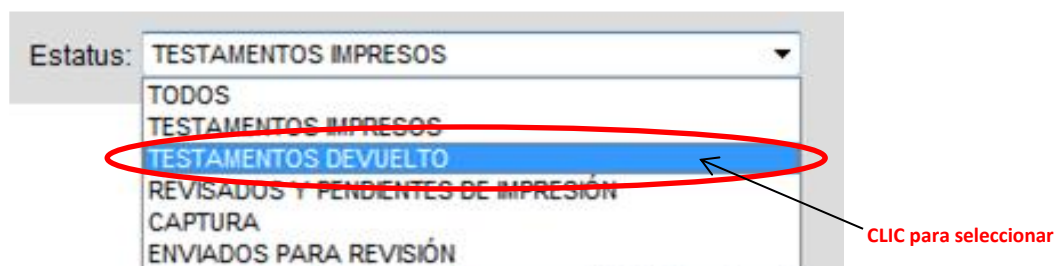 Estatus: TESTAMENTOS IMPRESOS
TODOS
TESTAMENTOS IMPRESOS
TESTAMENTOS DEVUELTO
REVISADOS Y PENDIENTES DE IMPRESIÓN
CAPTURA
CLIC para seleccionar
ENVIADOS PARA REVISIÓN